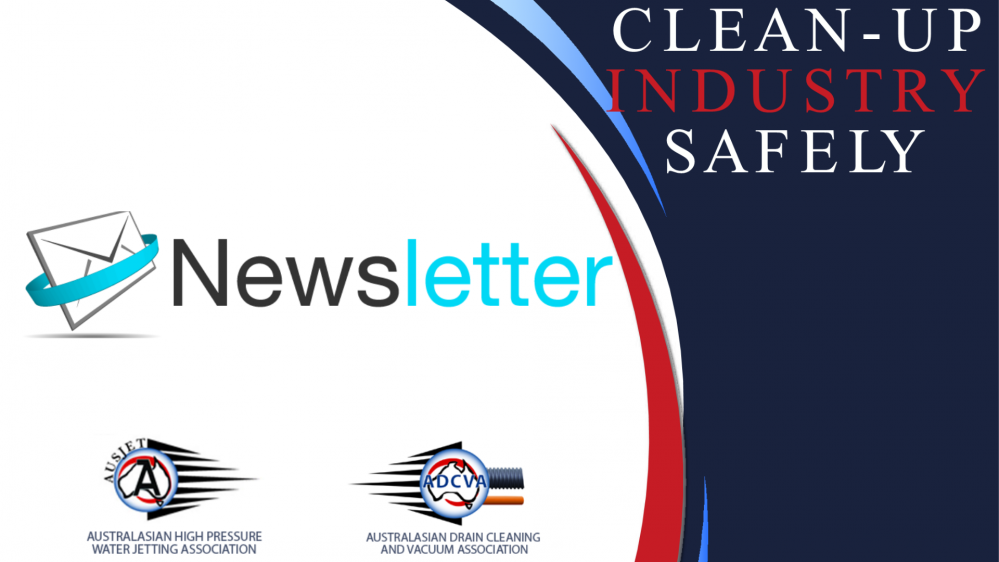 CLEAN-UP
INDUSTRY
SAFELY
Newsletter
AUSJET
A
AUSTRALASIAN HIGH PRESSURE
WATER JETTING ASSOCIATION
ADCVA
AUSTRALASIAN DRAIN CLEANING
AND VACUUM ASSOCIATION